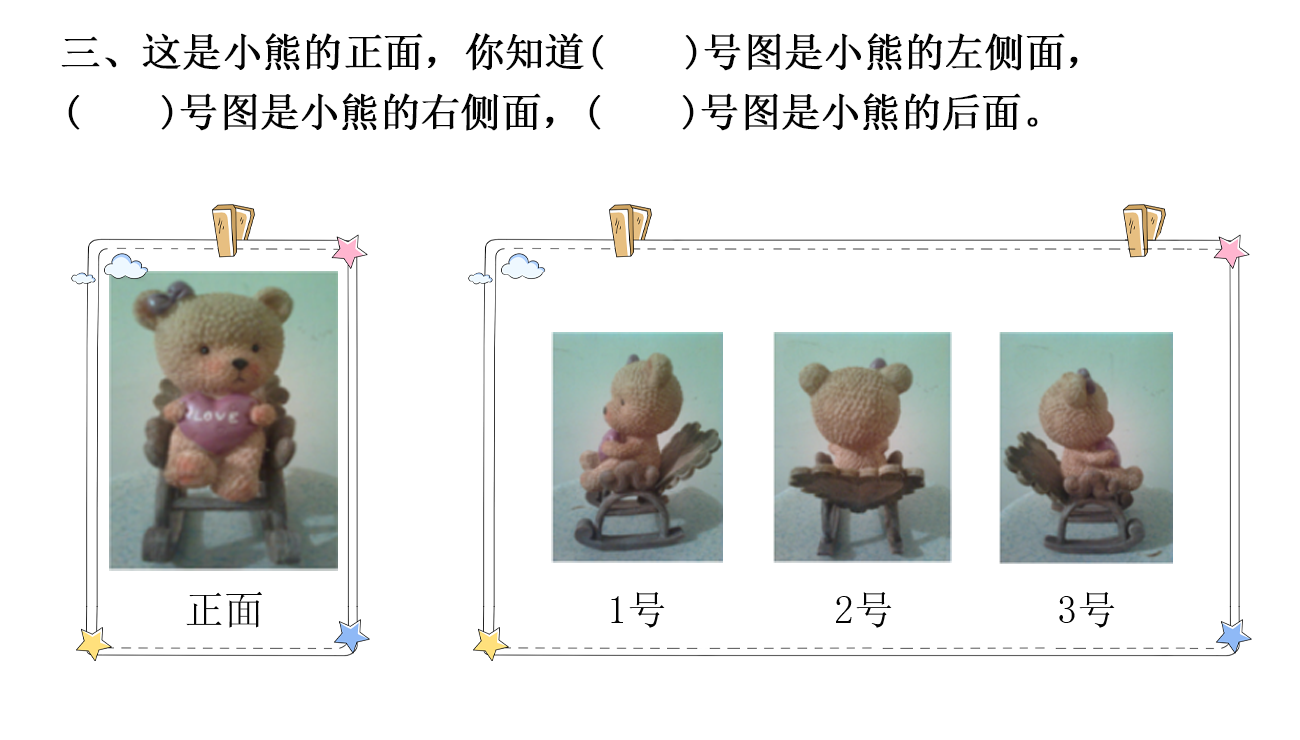 三、这是小熊的正面，你知道(    )号图是小熊的左侧面，
(    )号图是小熊的右侧面，(    )号图是小熊的后面。
LOVE
正面
1号
2号
3号